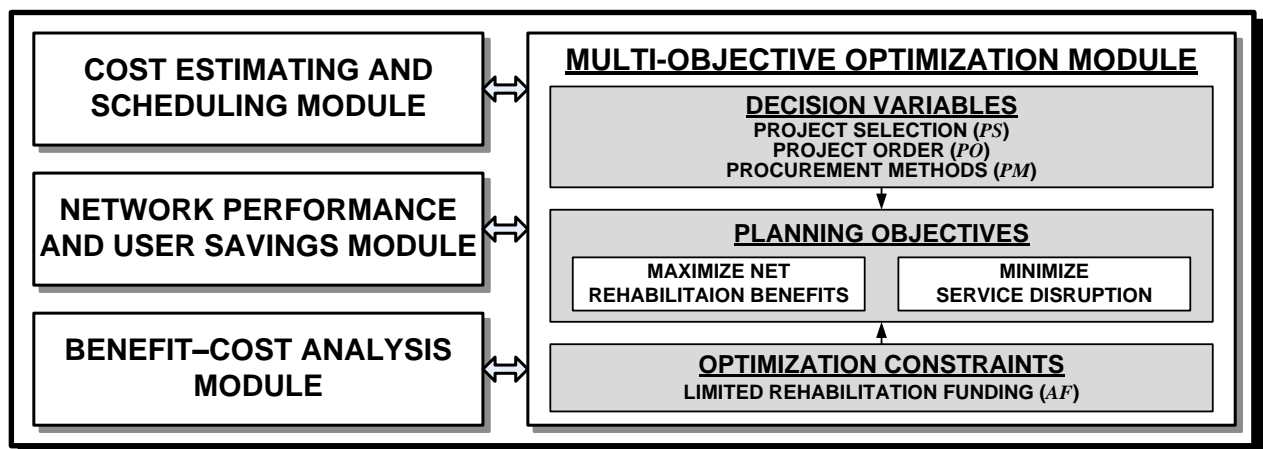 COST ESTIMATING AND
SCHEDULING MODULE
NETWORK PERFORMANCE
AND USER SAVINGS MODULE
BENEFIT–COST ANALYSIS
MODULE
MULTI-OBJECTIVE OPTIMIZATION MODULE
DECISION VARIABLES
PROJECT SELECTION (PS)
PROJECT ORDER (PO)
PROCUREMENT METHODS (PM)
PLANNING OBJECTIVES
MAXIMIZE NET
REHABILITAION BENEFITS
MINIMIZE
SERVICE DISRUPTION
OPTIMIZATION CONSTRAINTS
LIMITED REHABILITATION FUNDING (AF)